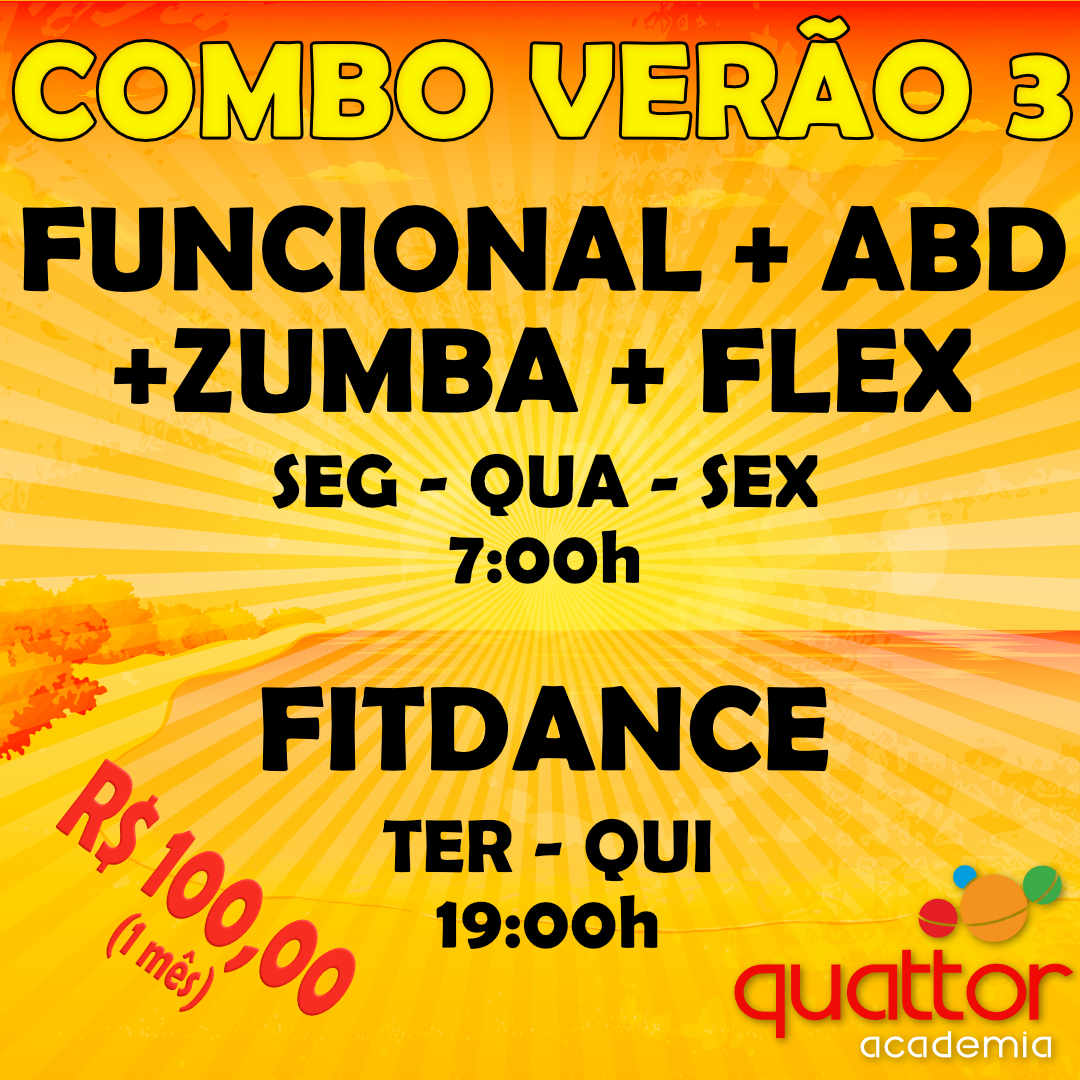 COMBO VERÃO 3
FUNCIONAL + ABD
+ZUMBA + FLEX
SEG - QUA - SEX
7:00h
FITDANCE
TER - QUI
19:00h
R$ 100,00
(1 mês)
quattor
academia